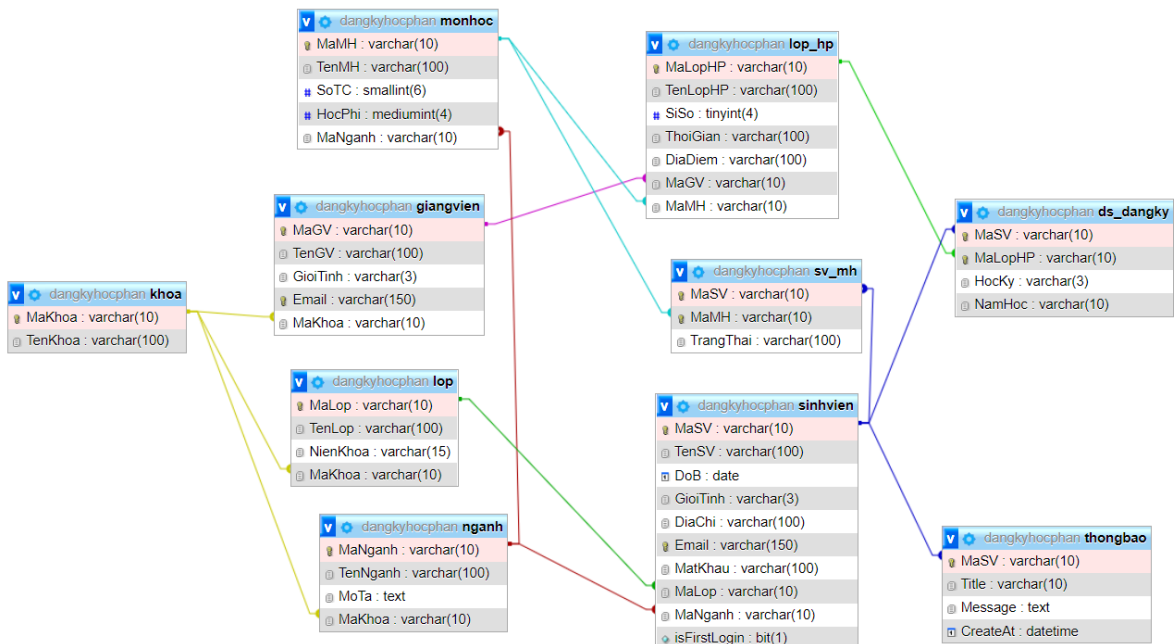 dangkyhocphan monhoc
MaMH : varchar(10)
TenMH : varchar(100)
SoTC : smallint(6)
HocPhi : mediumint(4)
MaNganh : varchar(10)
dangkyhocphan lop_hp
MaLopHP : varchar(10)
TenLopHP : varchar(100)
SiSo : tinyint(4)
ThoiGian : varchar(100)
DiaDiem : varchar(100)
MaGV : varchar(10)
MaMH : varchar(10)
dangkyhocphan giangvien
MaGV : varchar(10)
TenGV : varchar(100)
GioiTinh : varchar(3)
Email : varchar(150)
MaKhoa : varchar(10)
dangkyhocphan ds_dangky
MaSV : varchar(10)
MaLopHP : varchar(10)
HocKy : varchar(3)
NamHoc : varchar(10)
dangkyhocphan sv_mh
MaSV : varchar(10)
MaMH : varchar(10)
TrangThai : varchar(100)
dangkyhocphan khoa
MaKhoa : varchar(10)
TenKhoa : varchar(100)
dangkyhocphan lop
MaLop : varchar(10)
TenLop : varchar(100)
NienKhoa : varchar(15)
MaKhoa : varchar(10)
dangkyhocphan sinhvien
MaSV : varchar(10)
TenSV : varchar(100)
DoB : date
GioiTinh : varchar(3)
DiaChi : varchar(100)
Email : varchar(150)
MatKhau : varchar(100)
MaLop : varchar(10)
MaNganh : varchar(10)
isFirstLogin : bit(1)
dangkyhocphan nganh
MaNganh : varchar(10)
TenNganh : varchar(100)
MoTa : text
MaKhoa : varchar(10)
dangkyhocphan thongbao
MaSV : varchar(10)
Title : varchar(10)
Message : text
CreateAt : datetime